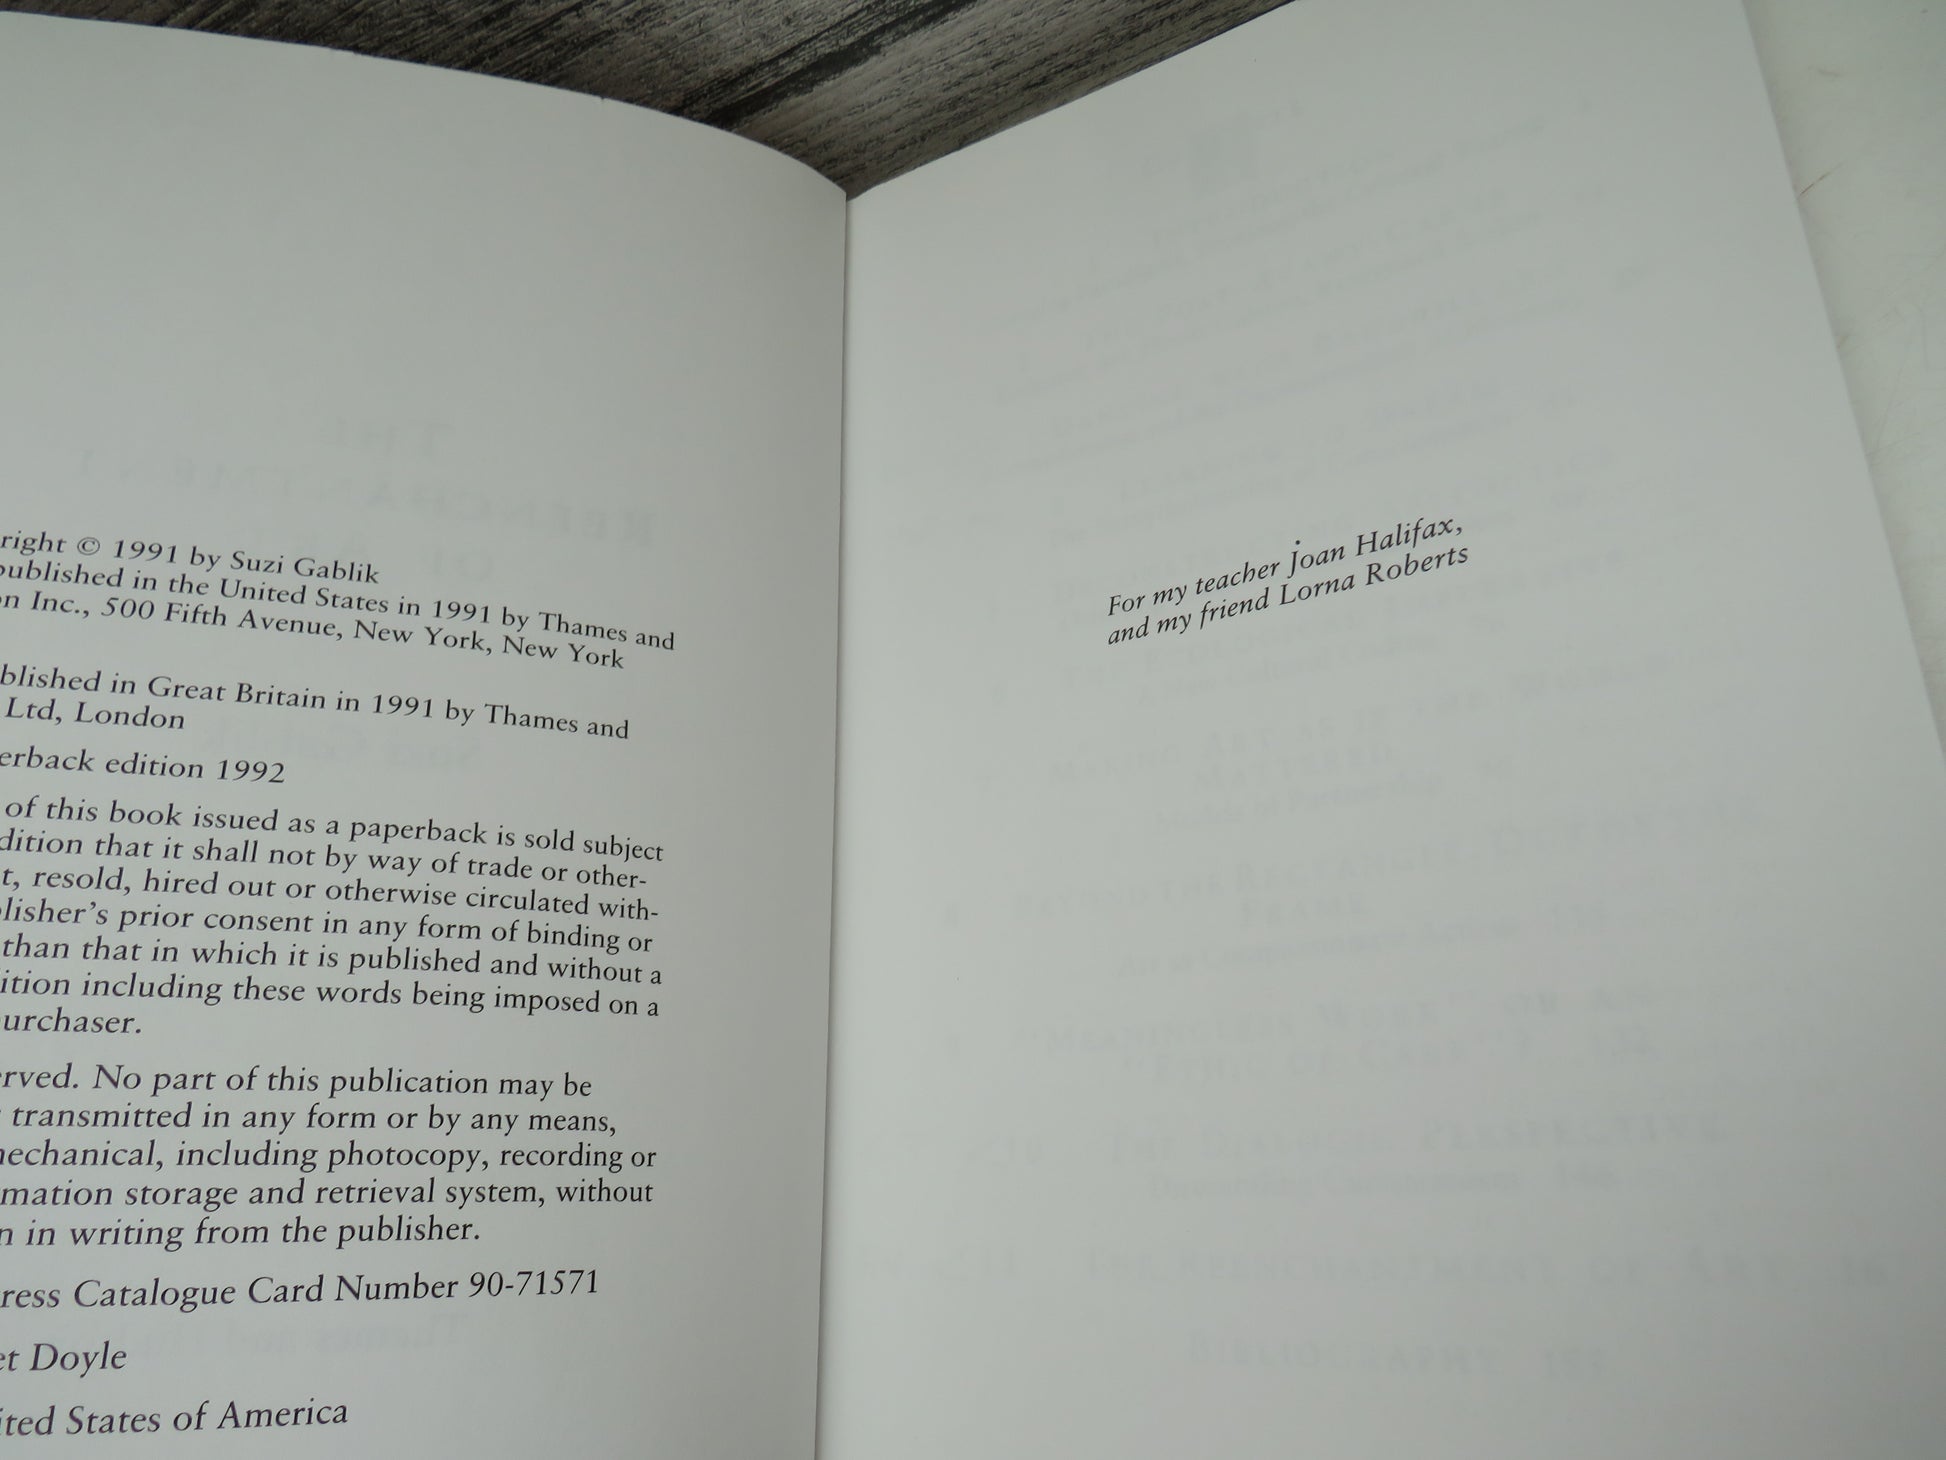 right © 1991 by Suzi Gablik
published in the United States in 1991 by Thames and
on Inc., 500 Fifth Avenue, New York, New York
blished in Great Britain in 1991 by Thames and
Ltd, London
erback edition 1992
of this book issued as a paperback is sold subject
dition that it shall not by way of trade or other-
t, resold, hired out or otherwise circulated with-
lisher's prior consent in any form of binding or
than that in which it is published and without a
ition including these words being imposed on a
urchaser.
rved. No part of this publication may be
transmitted in any form or by any means,
echanical, including photocopy, recording or
mation storage and retrieval system, without
n in writing from the publisher.
ress Catalogue Card Number 90-71571
et Doyle
ited States of America
For my teacher Joan Halifax,
and my friend Lorna Roberts